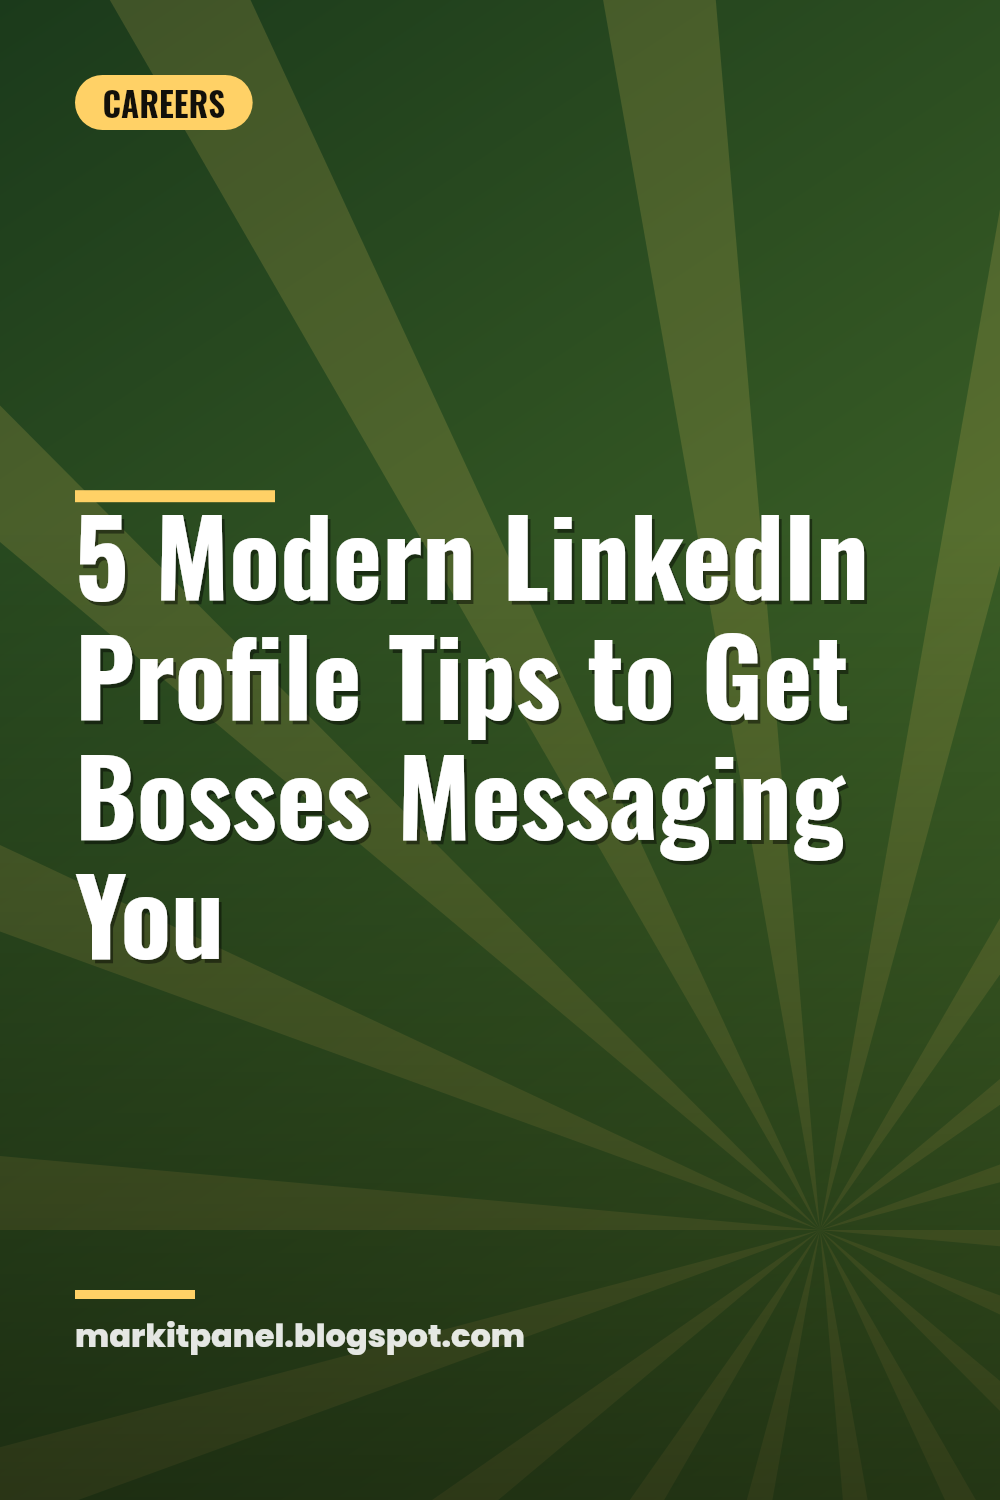 CAREERS
5 Modern LinkedIn
Profile Tips to Get
Bosses Messaging
You
markitpanel.blogspot.com